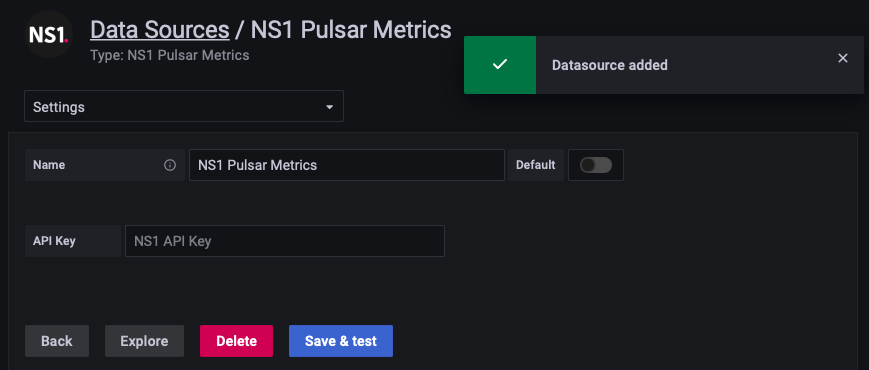 NS1.
Data Sources / NS1 Pulsar Metrics
Type: NS1 Pulsar Metrics
Datasource added
Settings
Name
NS1 Pulsar Metrics
Default
API Key
NS1 API Key
Back
Explore
Delete
Save & test